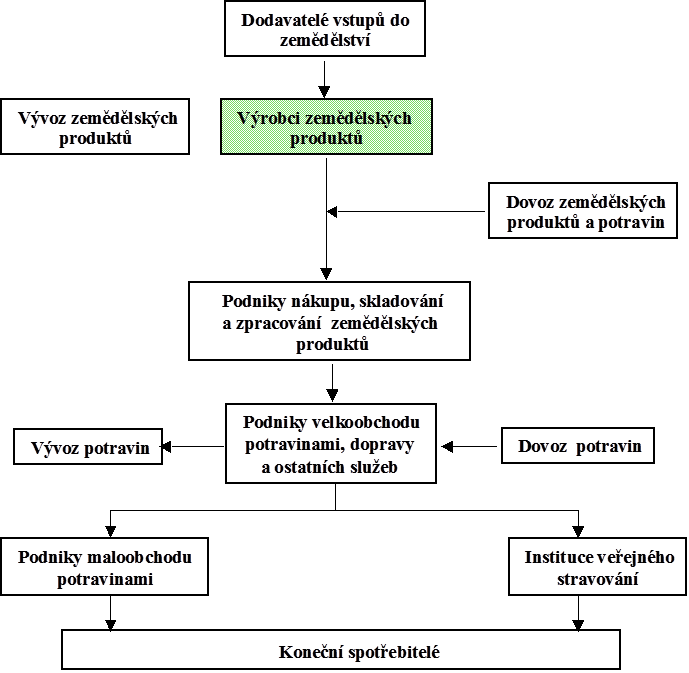 Dodavatelé vstupů do
zemědělství
Vývoz zemědělských
produktů
Výrobci zemědělských
produktů
Dovoz zemědělských
produktů a potravin
Podniky nákupu, skladování
a zpracování zemědělských
produktů
Podniky velkoobchodu
potravinami, dopravy
a ostatních služeb
Vývoz potravin
Dovoz potravin
Podniky maloobchodu
potravinami
Instituce veřejného
stravování
Koneční spotřebitelé